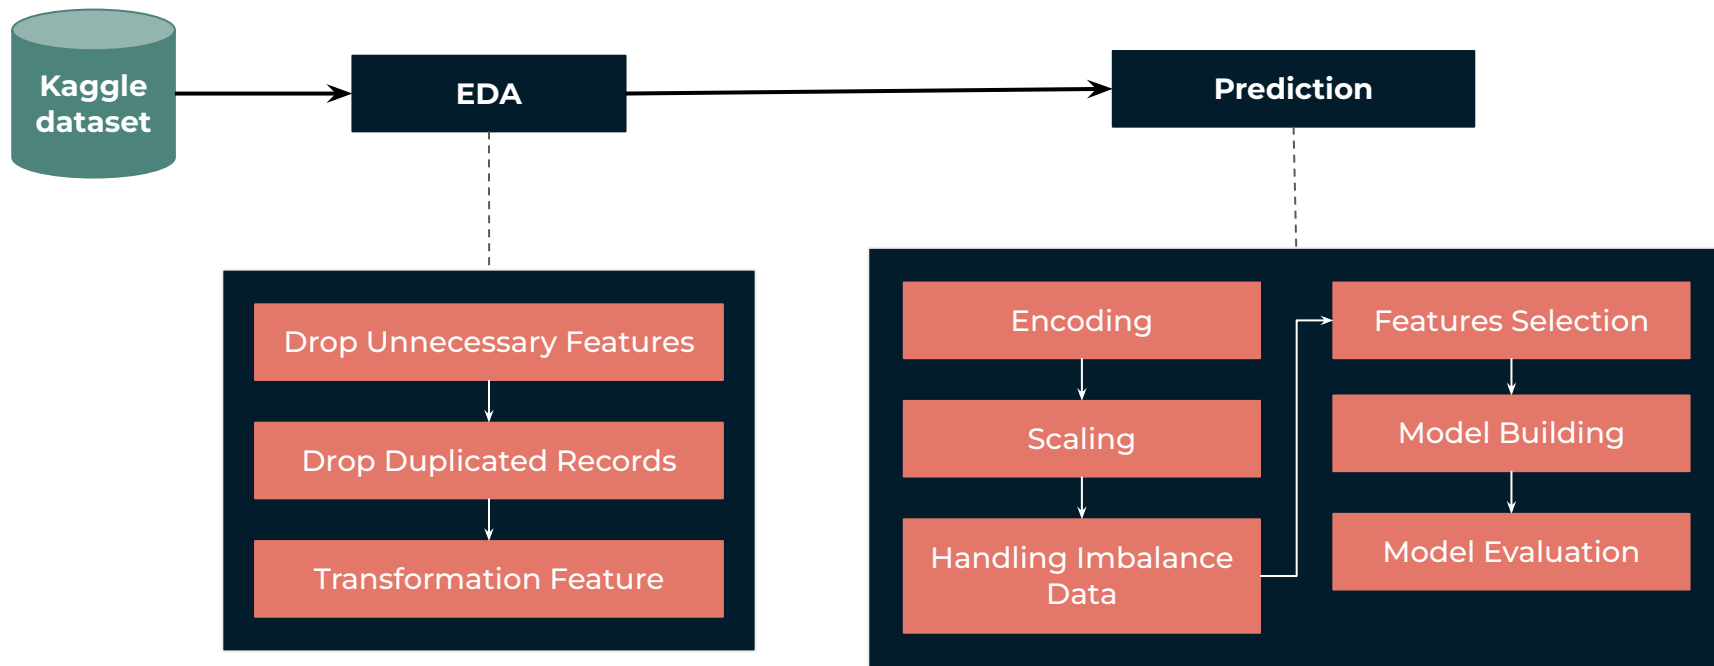 Kaggle
dataset
EDA
Prediction
Drop Unnecessary Features
Drop Duplicated Records
Transformation Feature
Encoding
Scaling
Handling Imbalance
Data
Features Selection
Model Building
Model Evaluation